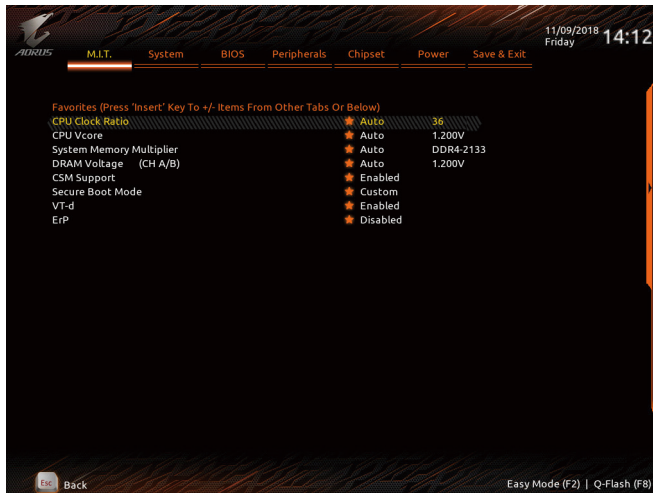 11/09/2018 14:12
Friday
AORUS M.I.T. System BIOS Peripherals Chipset Power Save & Exit
Favorites (Press 'Insert' Key To +/- Items From Other Tabs Or Below)
CPU Clock Ratio Auto 36
CPU Vcore Auto 1.200V
System Memory Multiplier Auto DDR4-2133
DRAM Voltage (CH A/B) Auto 1.200V
CSM Support Enabled
Secure Boot Mode Custom
VT-d Enabled
ErP Disabled
Esc Back Easy Mode (F2) | Q-Flash (F8)